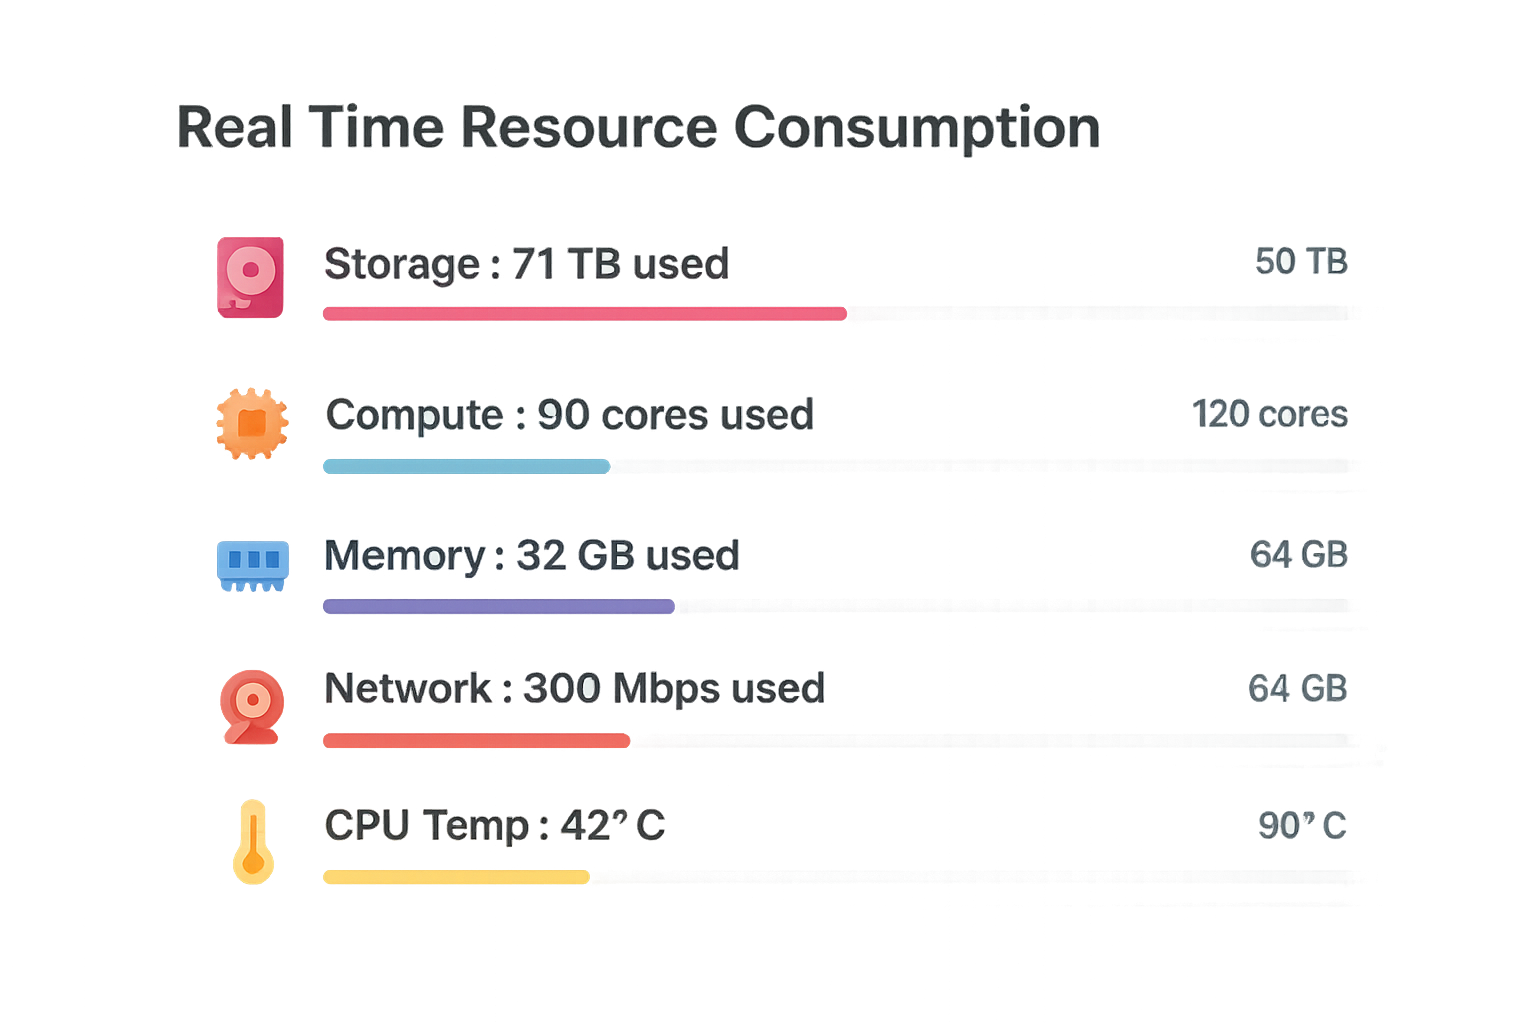 Real Time Resource Consumption
Storage : 71 TB used
50 TB
Compute : 90 cores used
120 cores
Memory : 32 GB used
64 GB
Network : 300 Mbps used
64 GB
CPU Temp : 42° C
90° C